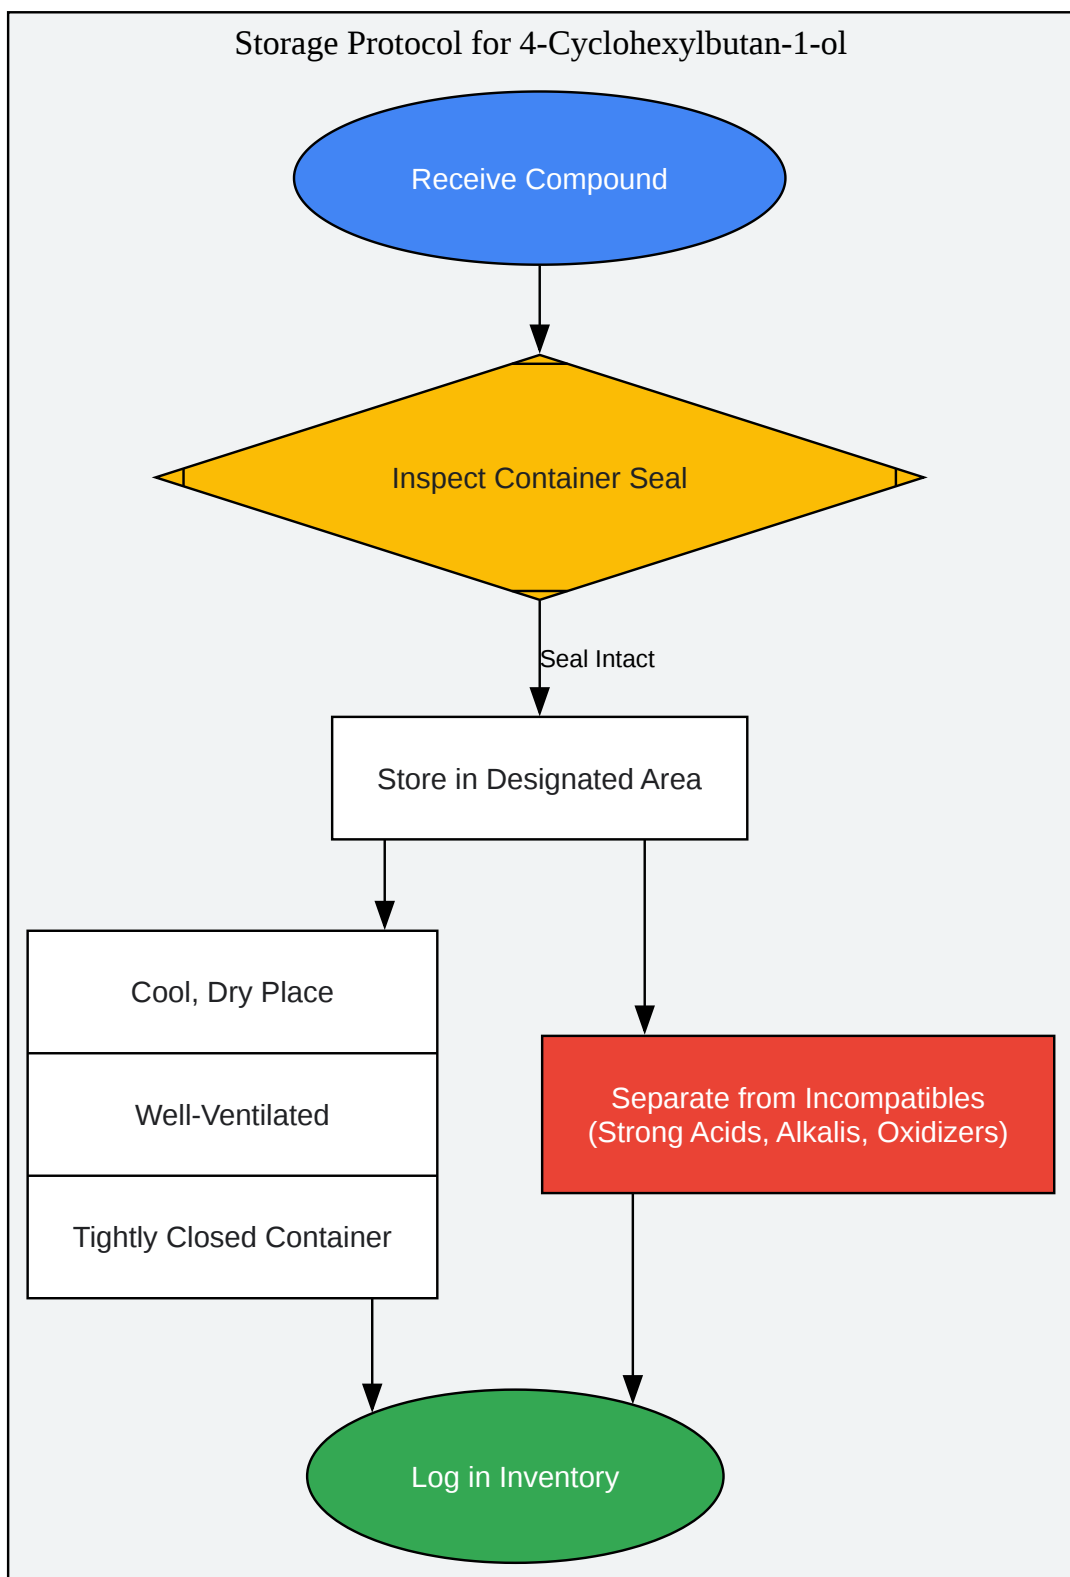 Storage Protocol for 4-Cyclohexylbutan-1-ol
Receive Compound
Inspect Container Seal
Seal Intact
Store in Designated Area
Cool, Dry Place
Well-Ventilated
Tightly Closed Container
Separate from Incompatibles
(Strong Acids, Alkalis, Oxidizers)
Log in Inventory